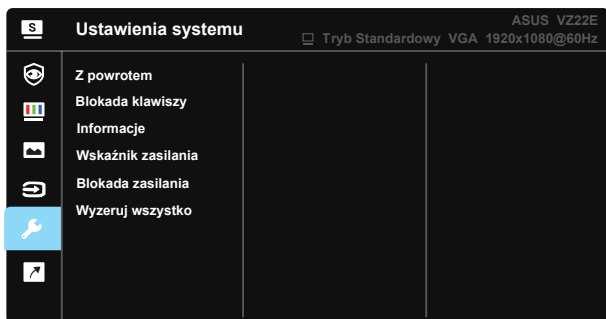 S
Ustawienia systemu
ASUS VZ22E
Tryb Standardowy VGA 1920x1080@60Hz
Z powrotem
Blokada klawiszy
Informacje
Wskaźnik zasilania
Blokada zasilania
Wyzeruj wszystko